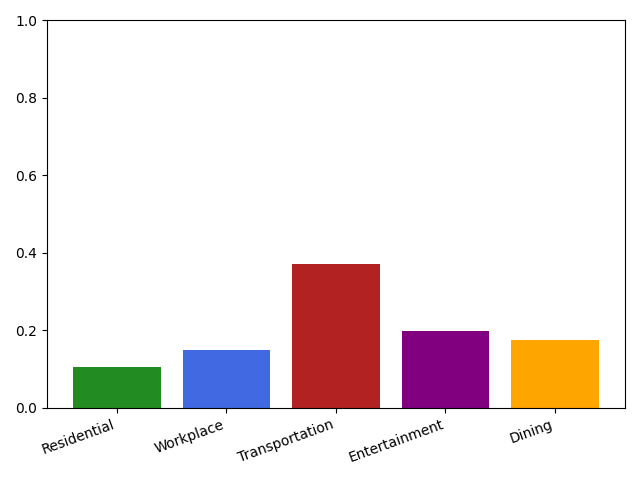 1.0
0.8
0.6
0.4
0.2
0.0
Residential
Workplace
Transportation
Entertainment
Dining